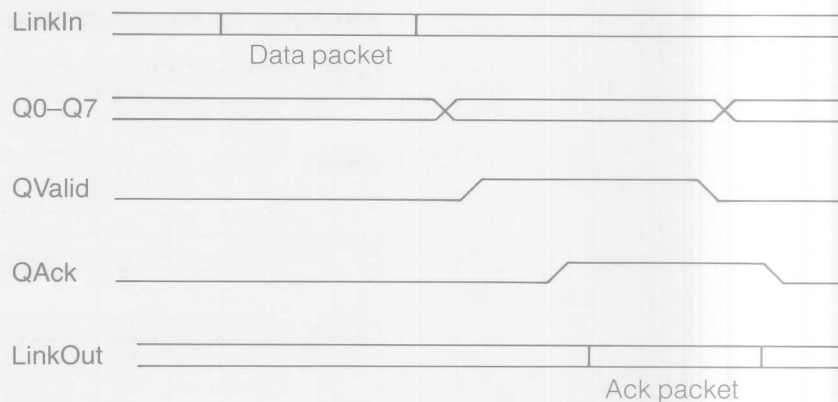 LinkIn
Data packet
Q0–Q7
QValid
QAck
LinkOut
Ack packet